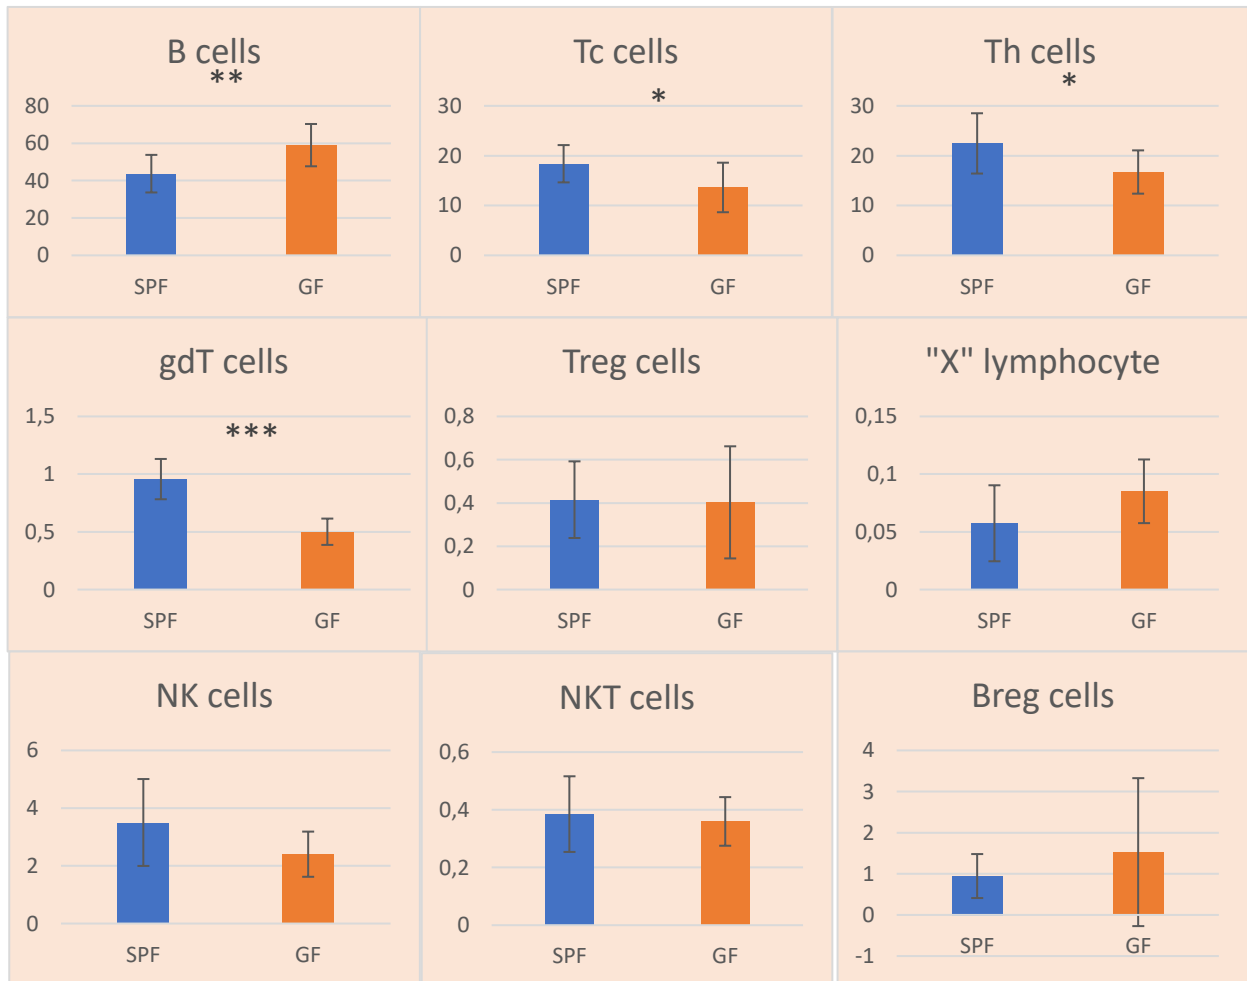 B cells
**
80
60
40
20
0
SPF GF
Tc cells
*
30
20
10
0
SPF GF
Th cells
*
30
20
10
0
SPF GF
gdT cells
***
1,5
1
0,5
0
SPF GF
Treg cells
0,8
0,6
0,4
0,2
0
SPF GF
"X" lymphocyte
0,15
0,1
0,05
0
SPF GF
NK cells
6
4
2
0
SPF GF
NKT cells
0,6
0,4
0,2
0
SPF GF
Breg cells
4
3
2
1
0
-1
SPF GF